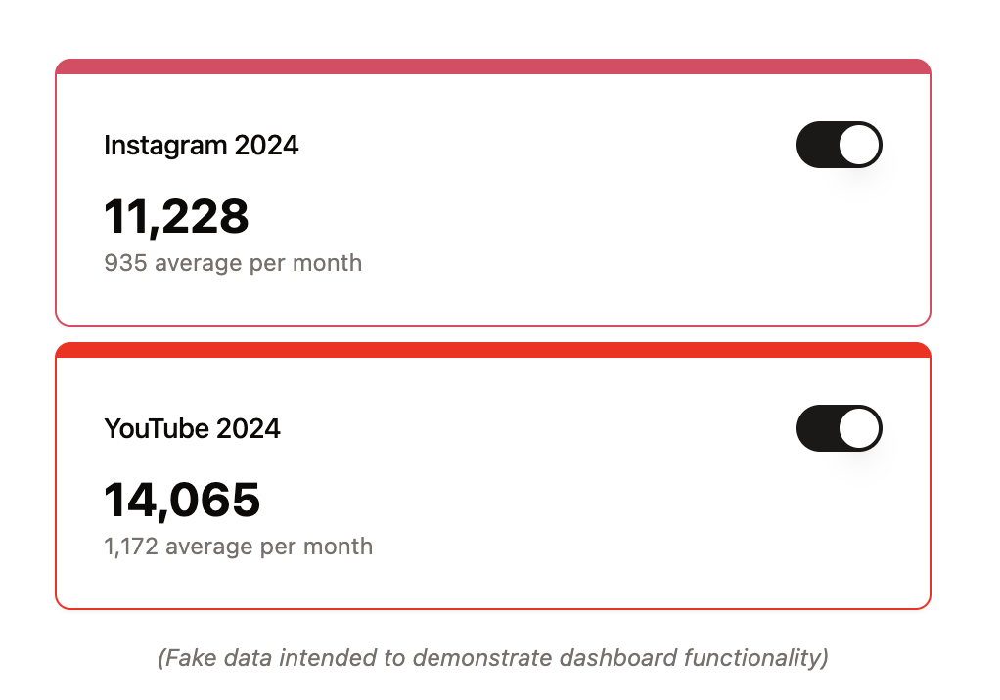 Instagram 2024
11,228
935 average per month
YouTube 2024
14,065
1,172 average per month
(Fake data intended to demonstrate dashboard functionality)